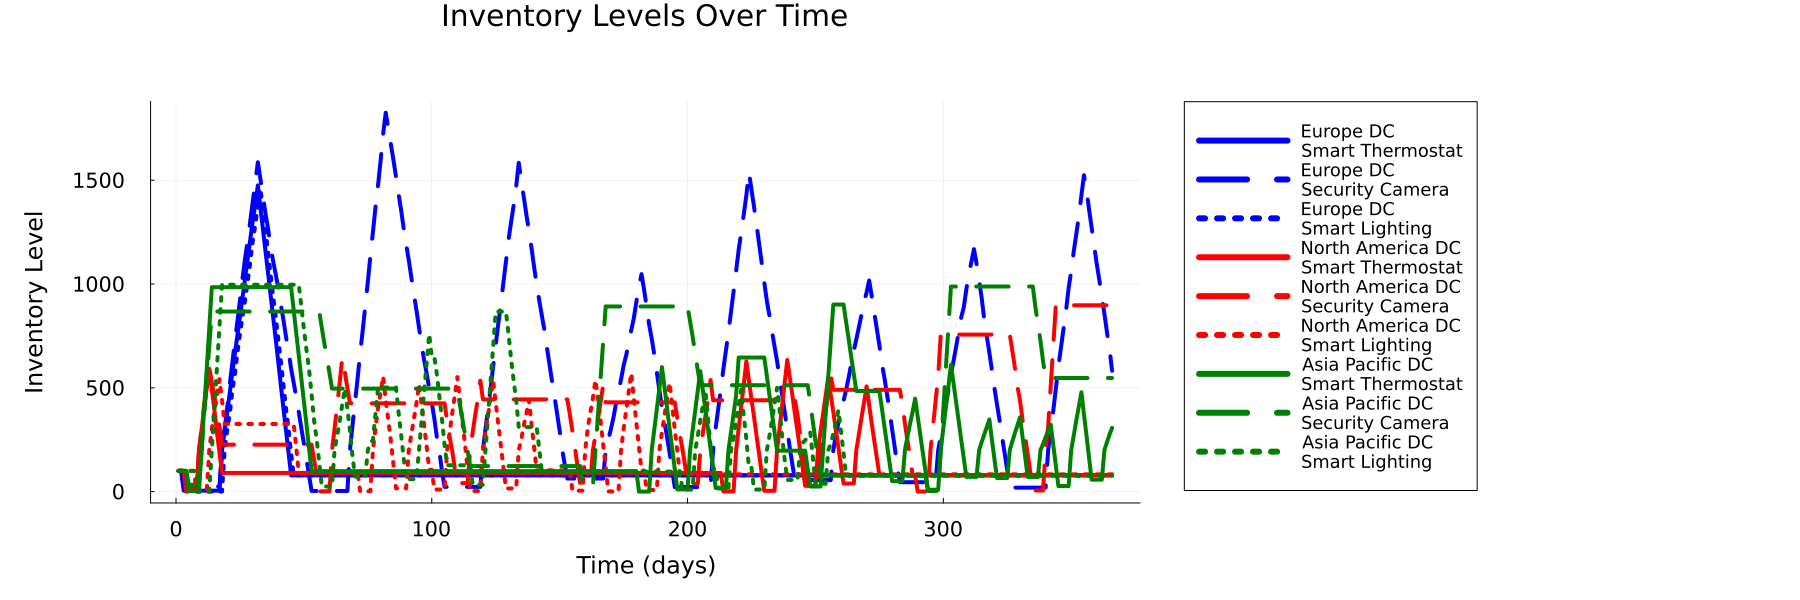 Inventory Levels Over Time
Inventory Level
1500
1000
500
0
0
100
200
300
Time (days)
Europe DC
Smart Thermostat
Europe DC
Security Camera
Europe DC
Smart Lighting
North America DC
Smart Thermostat
North America DC
Security Camera
North America DC
Smart Lighting
Asia Pacific DC
Smart Thermostat
Asia Pacific DC
Security Camera
Asia Pacific DC
Smart Lighting